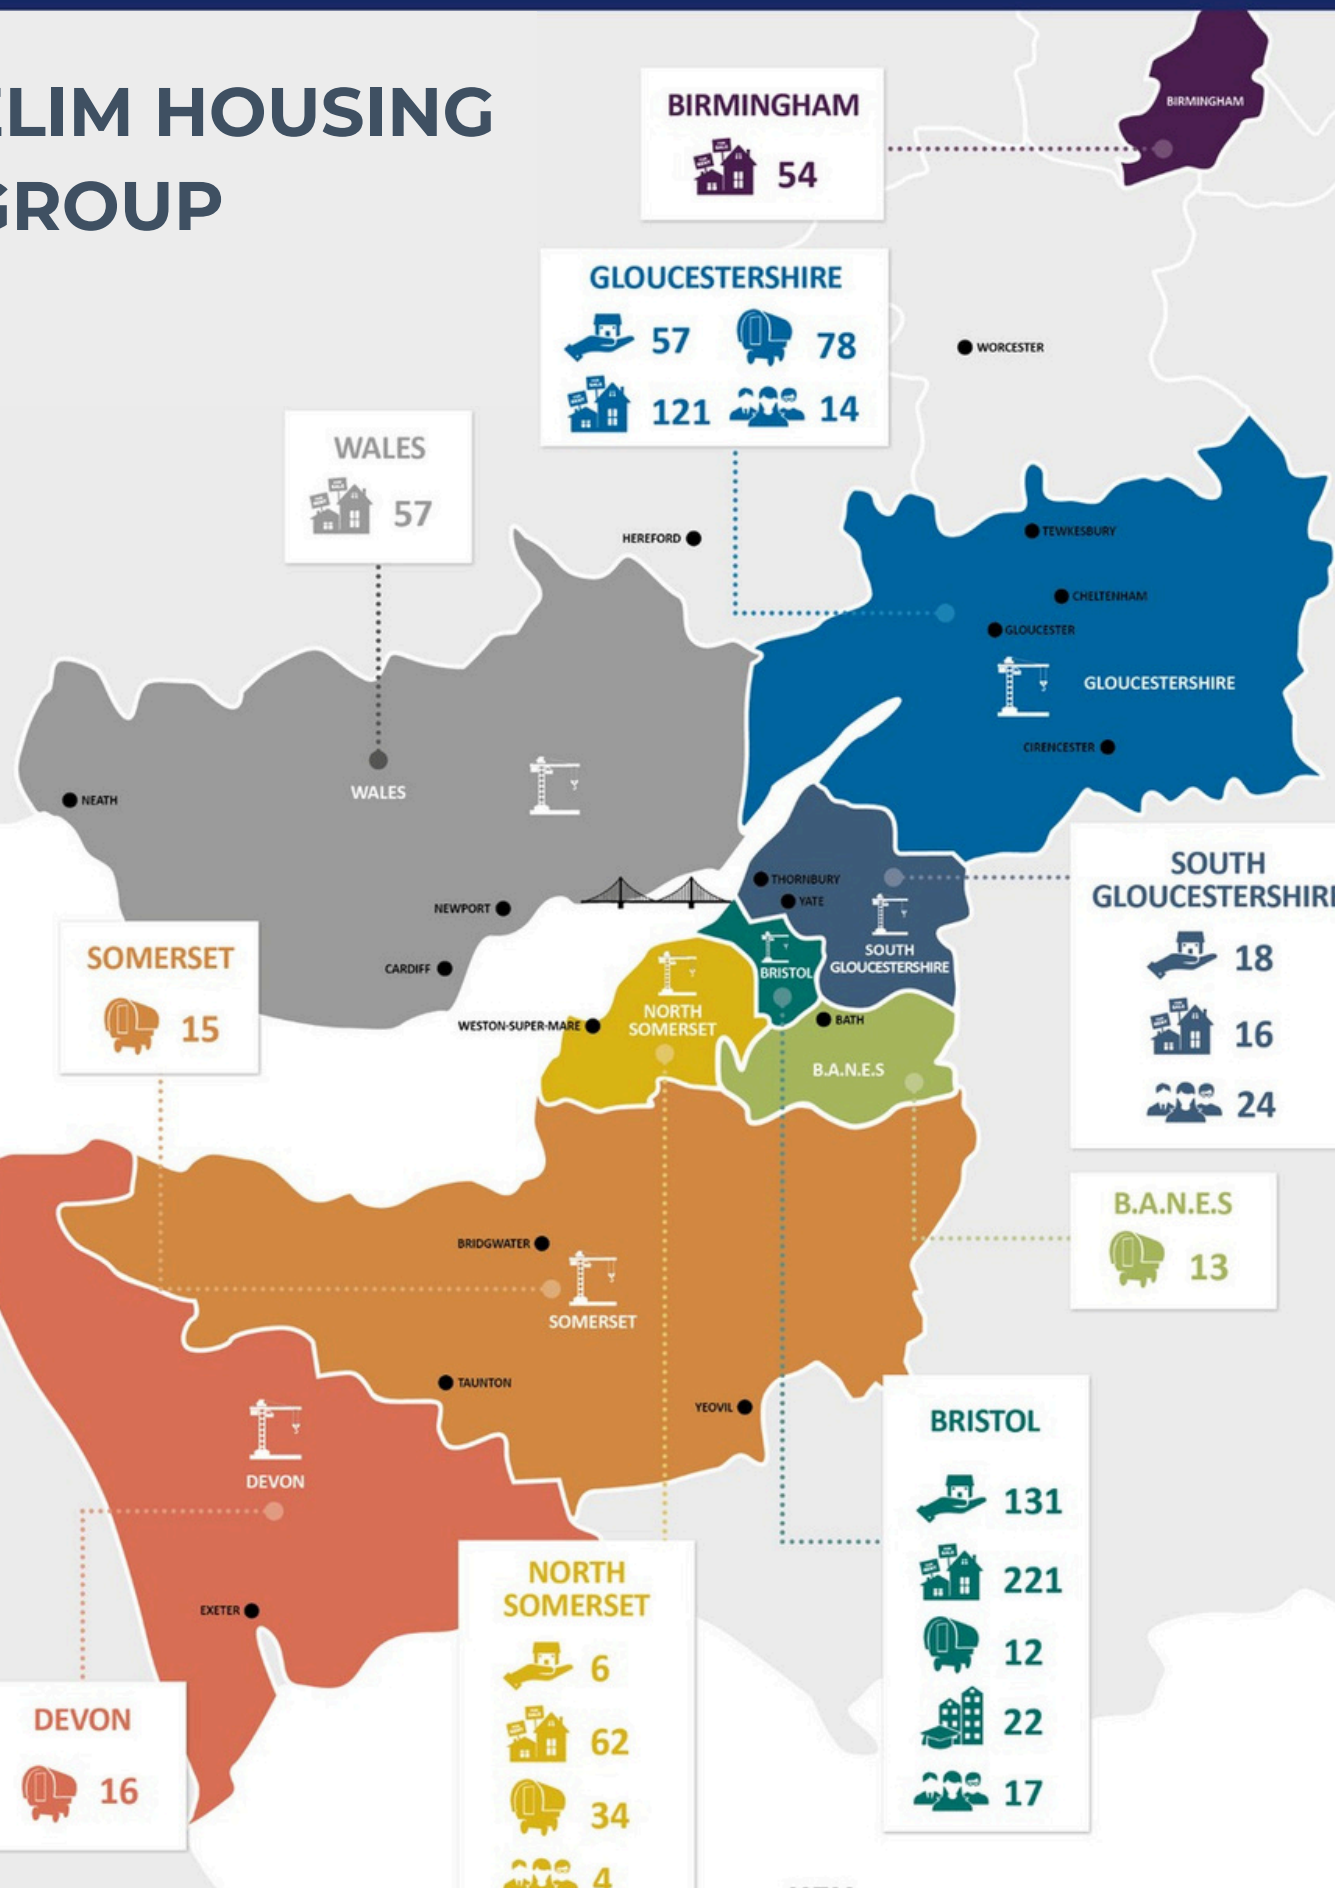 ELIM HOUSING
GROUP
BIRMINGHAM
54
BIRMINGHAM
GLOUCESTERSHIRE
57 78
121 14
WORCESTER
WALES
57
HEREFORD
TEWKESBURY
CHELTENHAM
GLOUCESTER
GLOUCESTERSHIRE
CIRENCESTER
WALES
NEATH
NEWPORT
CARDIFF
THORNBURY
YATE
SOUTH
GLOUCESTERSHIRE
BRISTOL
SOUTH
GLOUCESTERSHIRE
18
16
24
SOMERSET
15
NORTH
SOMERSET
WESTON-SUPER-MARE
BATH
B.A.N.E.S
B.A.N.E.S
13
BRIDGWATER
SOMERSET
TAUNTON
YEOVIL
DEVON
EXETER
BRISTOL
131
221
12
22
17
NORTH
SOMERSET
6
62
34
4
DEVON
16